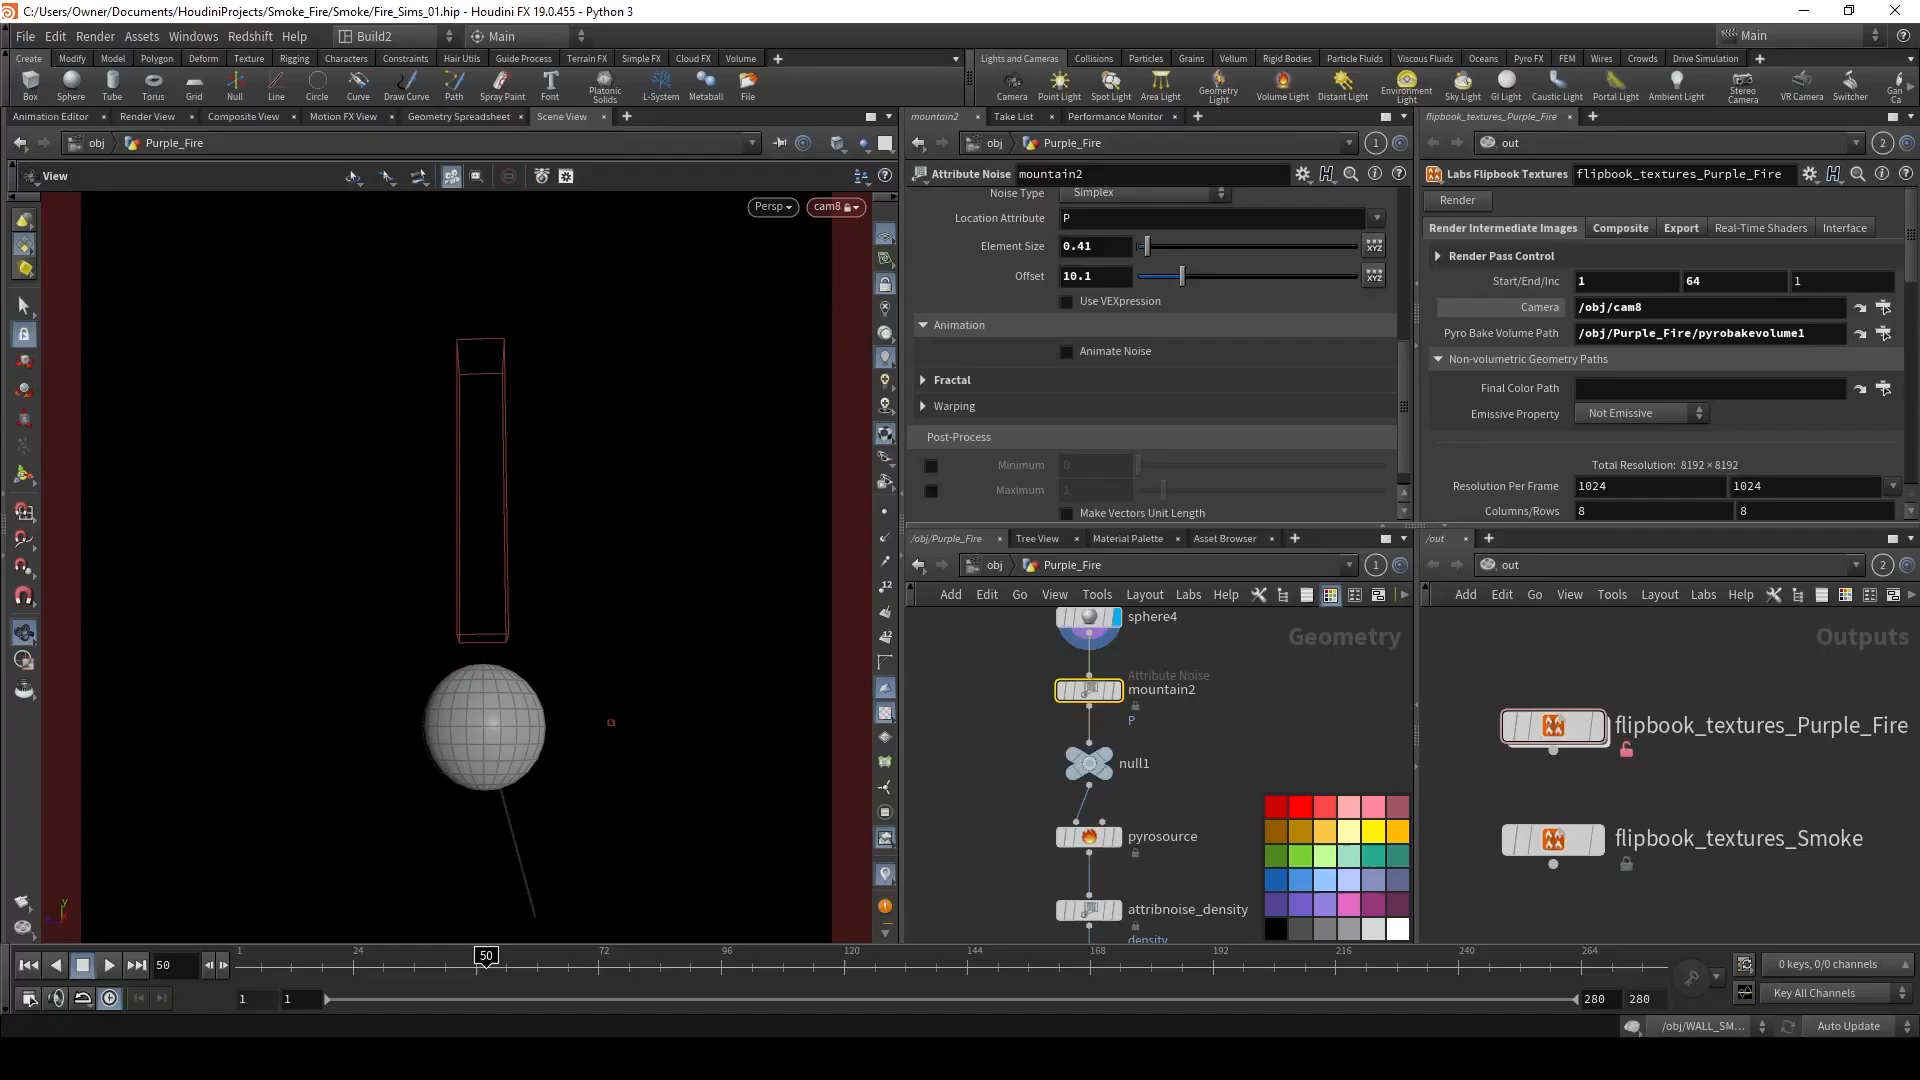 C:/Users/Owner/Documents/HoudiniProjects/Smoke_Fire/Smoke/Fire_Sims_01.hip - Houdini FX 19.0.455 - Python 3
File Edit Render Assets Windows Redshift Help Build2 Main Main
Create Modify Model Polygon Deform Texture Rigging Characters Constraints Hair Utils Guide Process Terrain FX Simple FX Cloud FX Volume
Lights and Cameras Collisions Particles Grains Vellum Rigid Bodies Particle Fluids Viscous Fluids Oceans Pyro FX FEM Wires Crowds Drive Simulation
Box Sphere Tube Torus Grid Null Line Circle Curve Draw Curve Path Spray Paint Font Platonic Solids L-System Metaball File
Camera Point Light Spot Light Area Light Geometry Light Volume Light Distant Light Environment Light Sky Light GI Light Caustic Light Portal Light Ambient Light Stereo Camera VR Camera Switcher Gan Ca
Animation Editor Render View Composite View Motion FX View Geometry Spreadsheet Scene View
obj Purple_Fire
View
Persp cam8
mountain2 Take List Performance Monitor
obj Purple_Fire 1
Attribute Noise mountain2
Noise Type Simplex
Location Attribute P
Element Size 0.41
Offset 10.1
Use VEXpression
Animation
Animate Noise
Fractal
Warping
Post-Process
Minimum 0
Maximum 1
Make Vectors Unit Length
flipbook_textures_Purple_Fire
out 2
Labs Flipbook Textures flipbook_textures_Purple_Fire
Render
Render Intermediate Images Composite Export Real-Time Shaders Interface
Render Pass Control
Start/End/Inc 1 64 1
Camera /obj/cam8
Pyro Bake Volume Path /obj/Purple_Fire/pyrobakevolume1
Non-volumetric Geometry Paths
Final Color Path
Emissive Property Not Emissive
Total Resolution: 8192 × 8192
Resolution Per Frame 1024 1024
Columns/Rows 8 8
/obj/Purple_Fire Tree View Material Palette Asset Browser
obj Purple_Fire 1
Add Edit Go View Tools Layout Labs Help
Geometry
sphere4
Attribute Noise
mountain2
P
null1
pyrosource
attribnoise_density
density
/out
out 2
Add Edit Go View Tools Layout Labs Help
Outputs
flipbook_textures_Purple_Fire
flipbook_textures_Smoke
y
50
1 24 50 72 96 120 144 168 192 216 240 264
0 keys, 0/0 channels
1 1 280 280
Key All Channels
/obj/WALL_SM... Auto Update